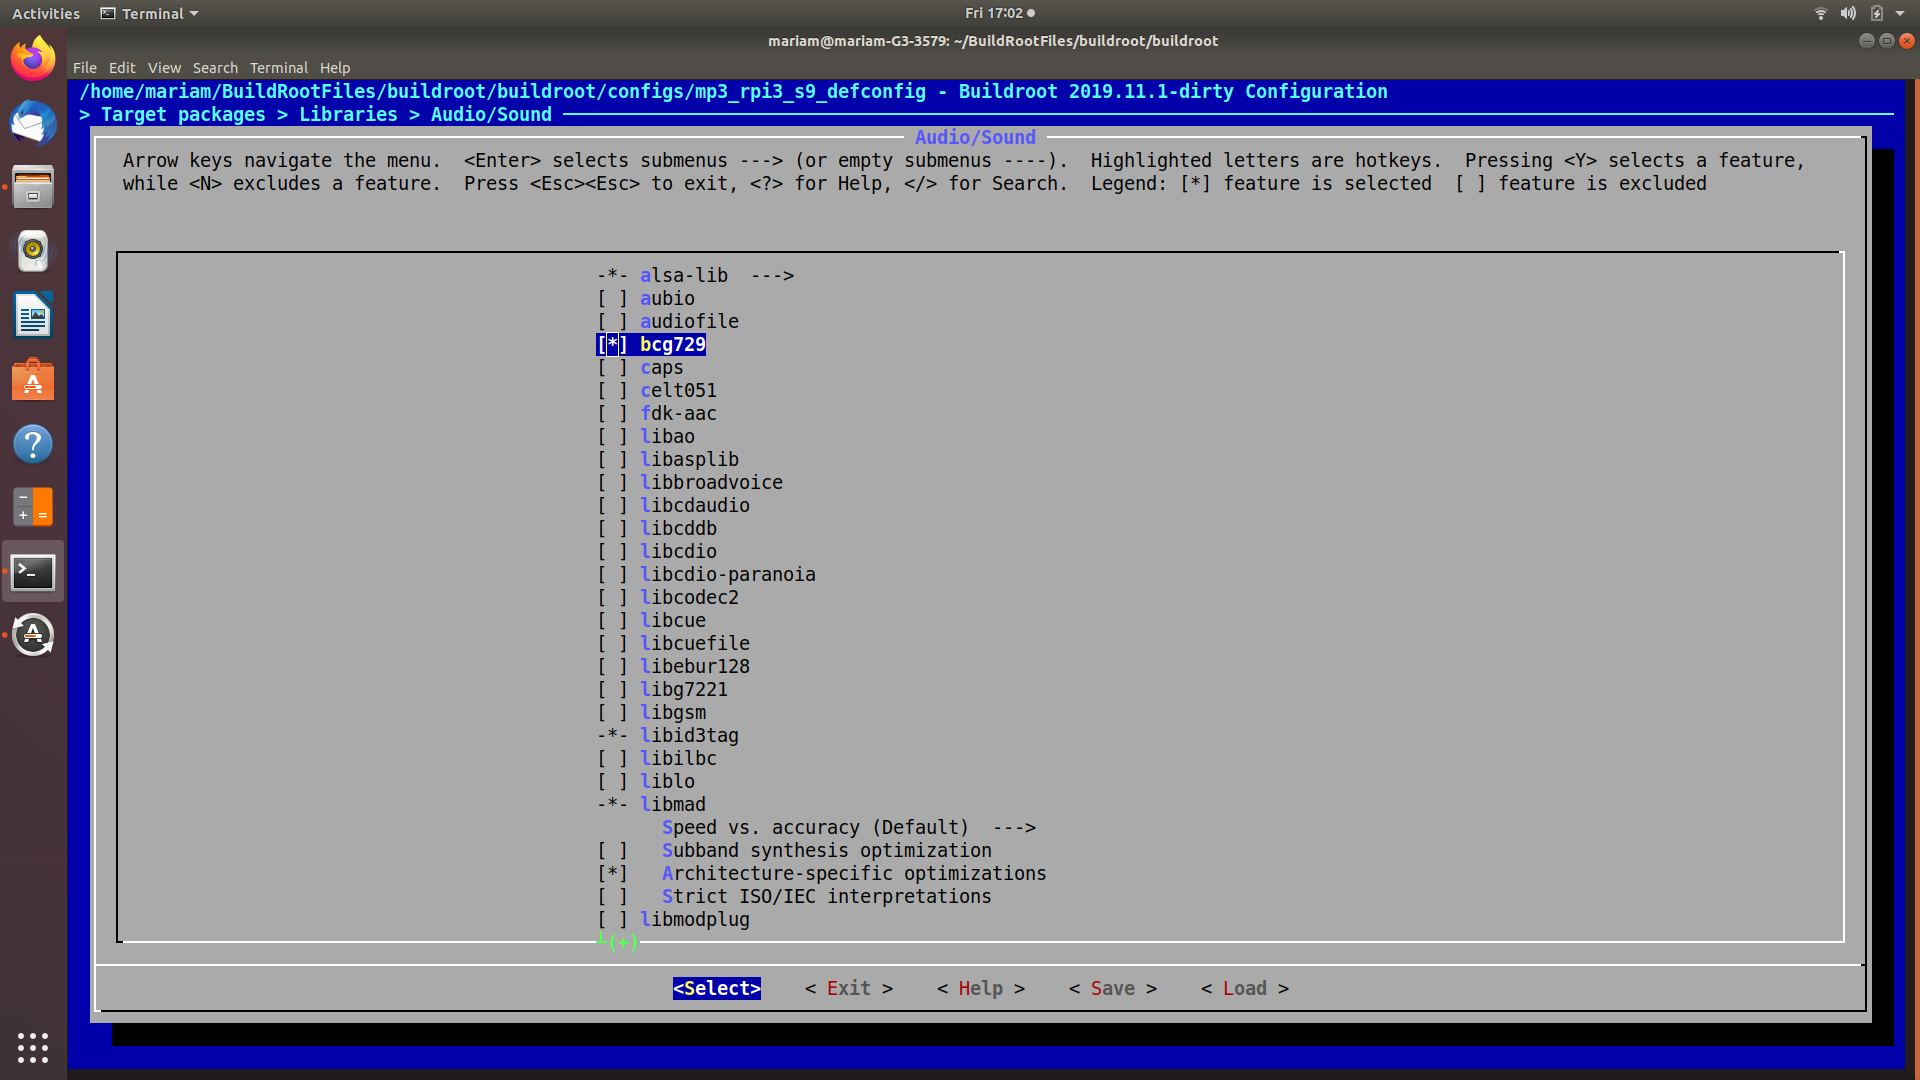 Activities Terminal Fri 17:02
mariam@mariam-G3-3579: ~/BuildRootFiles/buildroot/buildroot
File Edit View Search Terminal Help
/home/mariam/BuildRootFiles/buildroot/buildroot/configs/mp3_rpi3_s9_defconfig - Buildroot 2019.11.1-dirty Configuration
> Target packages > Libraries > Audio/Sound
Audio/Sound
Arrow keys navigate the menu.  <Enter> selects submenus ---> (or empty submenus ----).  Highlighted letters are hotkeys.  Pressing <Y> selects a feature,
while <N> excludes a feature.  Press <Esc><Esc> to exit, <?> for Help, </> for Search.  Legend: [*] feature is selected  [ ] feature is excluded
-*- alsa-lib  --->
[ ] aubio
[ ] audiofile
[*] bcg729
[ ] caps
[ ] celt051
[ ] fdk-aac
[ ] libao
[ ] libasplib
[ ] libbroadvoice
[ ] libcdaudio
[ ] libcddb
[ ] libcdio
[ ] libcdio-paranoia
[ ] libcodec2
[ ] libcue
[ ] libcuefile
[ ] libebur128
[ ] libg7221
[ ] libgsm
-*- libid3tag
[ ] libilbc
[ ] liblo
-*- libmad
Speed vs. accuracy (Default)  --->
[ ]   Subband synthesis optimization
[*]   Architecture-specific optimizations
[ ]   Strict ISO/IEC interpretations
[ ] libmodplug
(+)
<Select>    < Exit >    < Help >    < Save >    < Load >